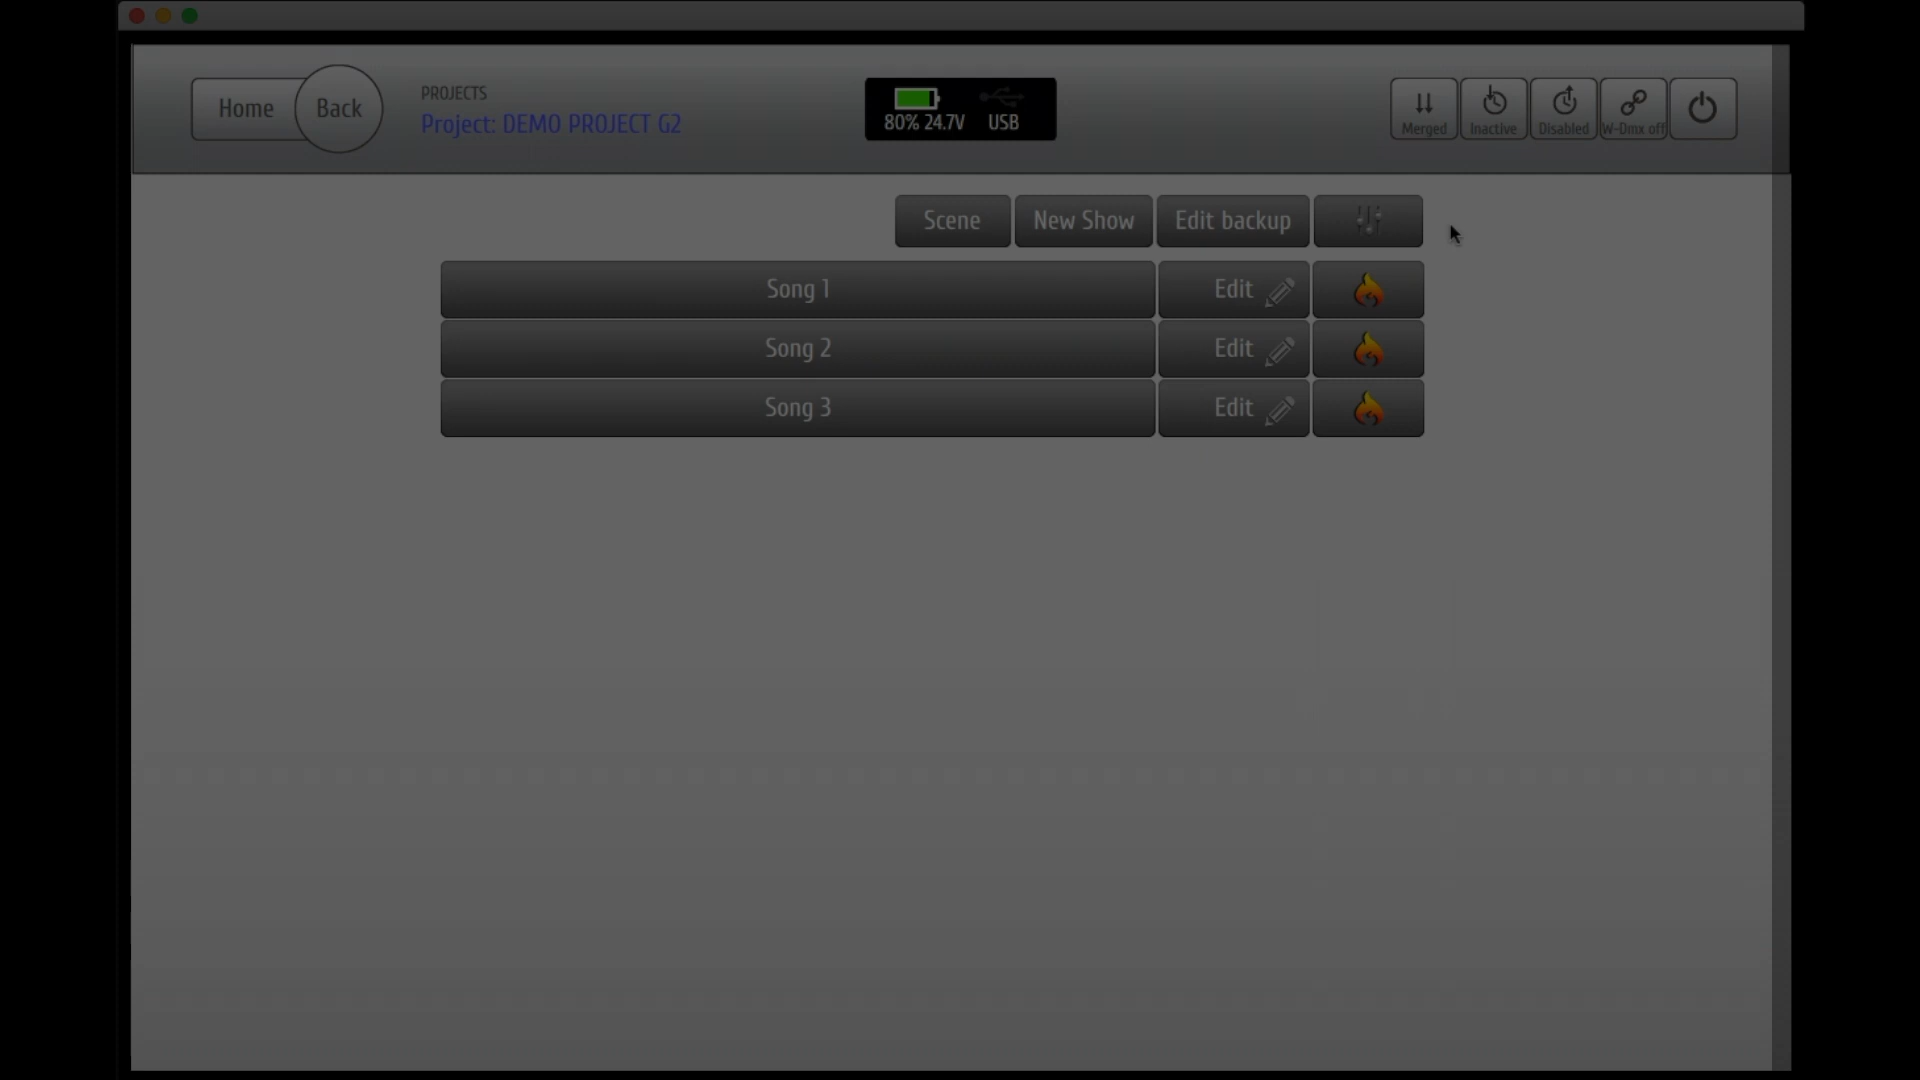 Home
Back
PROJECTS
Project: DEMO PROJECT G2
80% 24.7V USB
Merged
Inactive
Disabled
W-Dmx off
Scene
New Show
Edit backup
Song 1
Edit
Song 2
Edit
Song 3
Edit